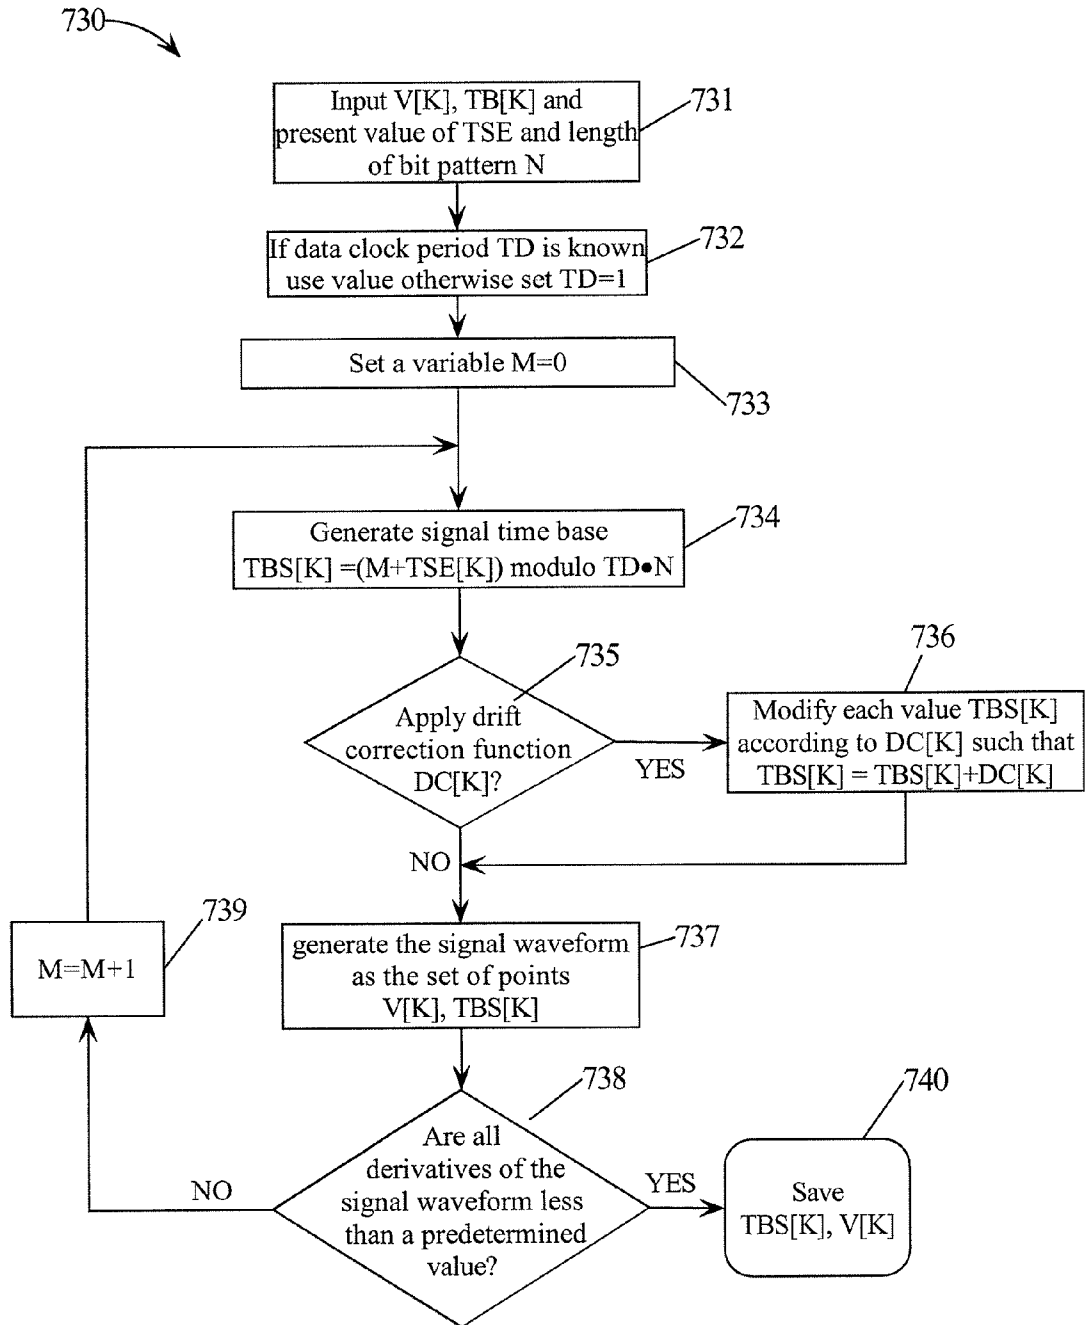 730
Input V[K], TB[K] and
present value of TSE and length
of bit pattern N
731
If data clock period TD is known
use value otherwise set TD=1
732
Set a variable M=0
733
Generate signal time base
TBS[K] =(M+TSE[K]) modulo TD•N
734
735
Apply drift
correction function
DC[K]?
YES
NO
736
Modify each value TBS[K]
according to DC[K] such that
TBS[K] = TBS[K]+DC[K]
generate the signal waveform
as the set of points
V[K], TBS[K]
737
739
M=M+1
738
Are all
derivatives of the
signal waveform less
than a predetermined
value?
NO
YES
740
Save
TBS[K], V[K]